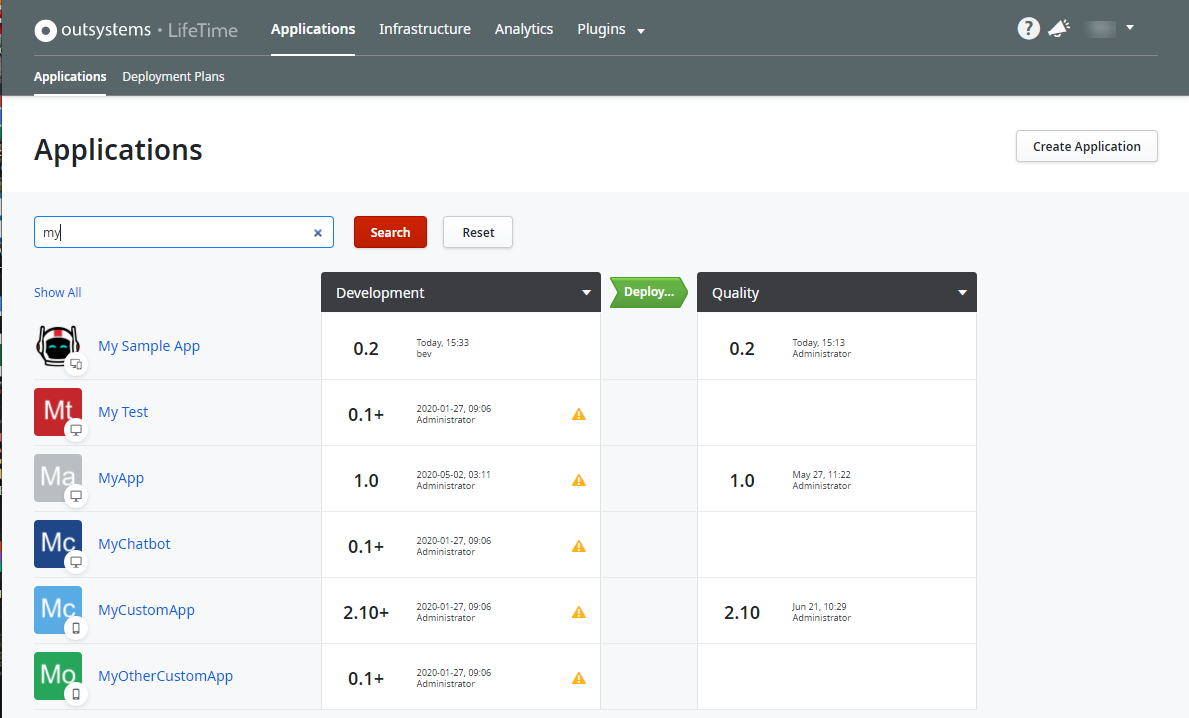 outsystems · LifeTime Applications Infrastructure Analytics Plugins ?
Applications Deployment Plans
Applications
Create Application
my × Search Reset
Show All
Development Deploy... Quality
My Sample App 0.2 Today, 15:33 0.2 Today, 15:13
bev Administrator
Mt My Test 0.1+ 2020-01-27, 09:06
Administrator
Ma MyApp 1.0 2020-05-02, 03:11 1.0 May 27, 11:22
Administrator Administrator
Mc MyChatbot 0.1+ 2020-01-27, 09:06
Administrator
Mc MyCustomApp 2.10+ 2020-01-27, 09:06 2.10 Jun 21, 10:29
Administrator Administrator
Mo MyOtherCustomApp 0.1+ 2020-01-27, 09:06
Administrator